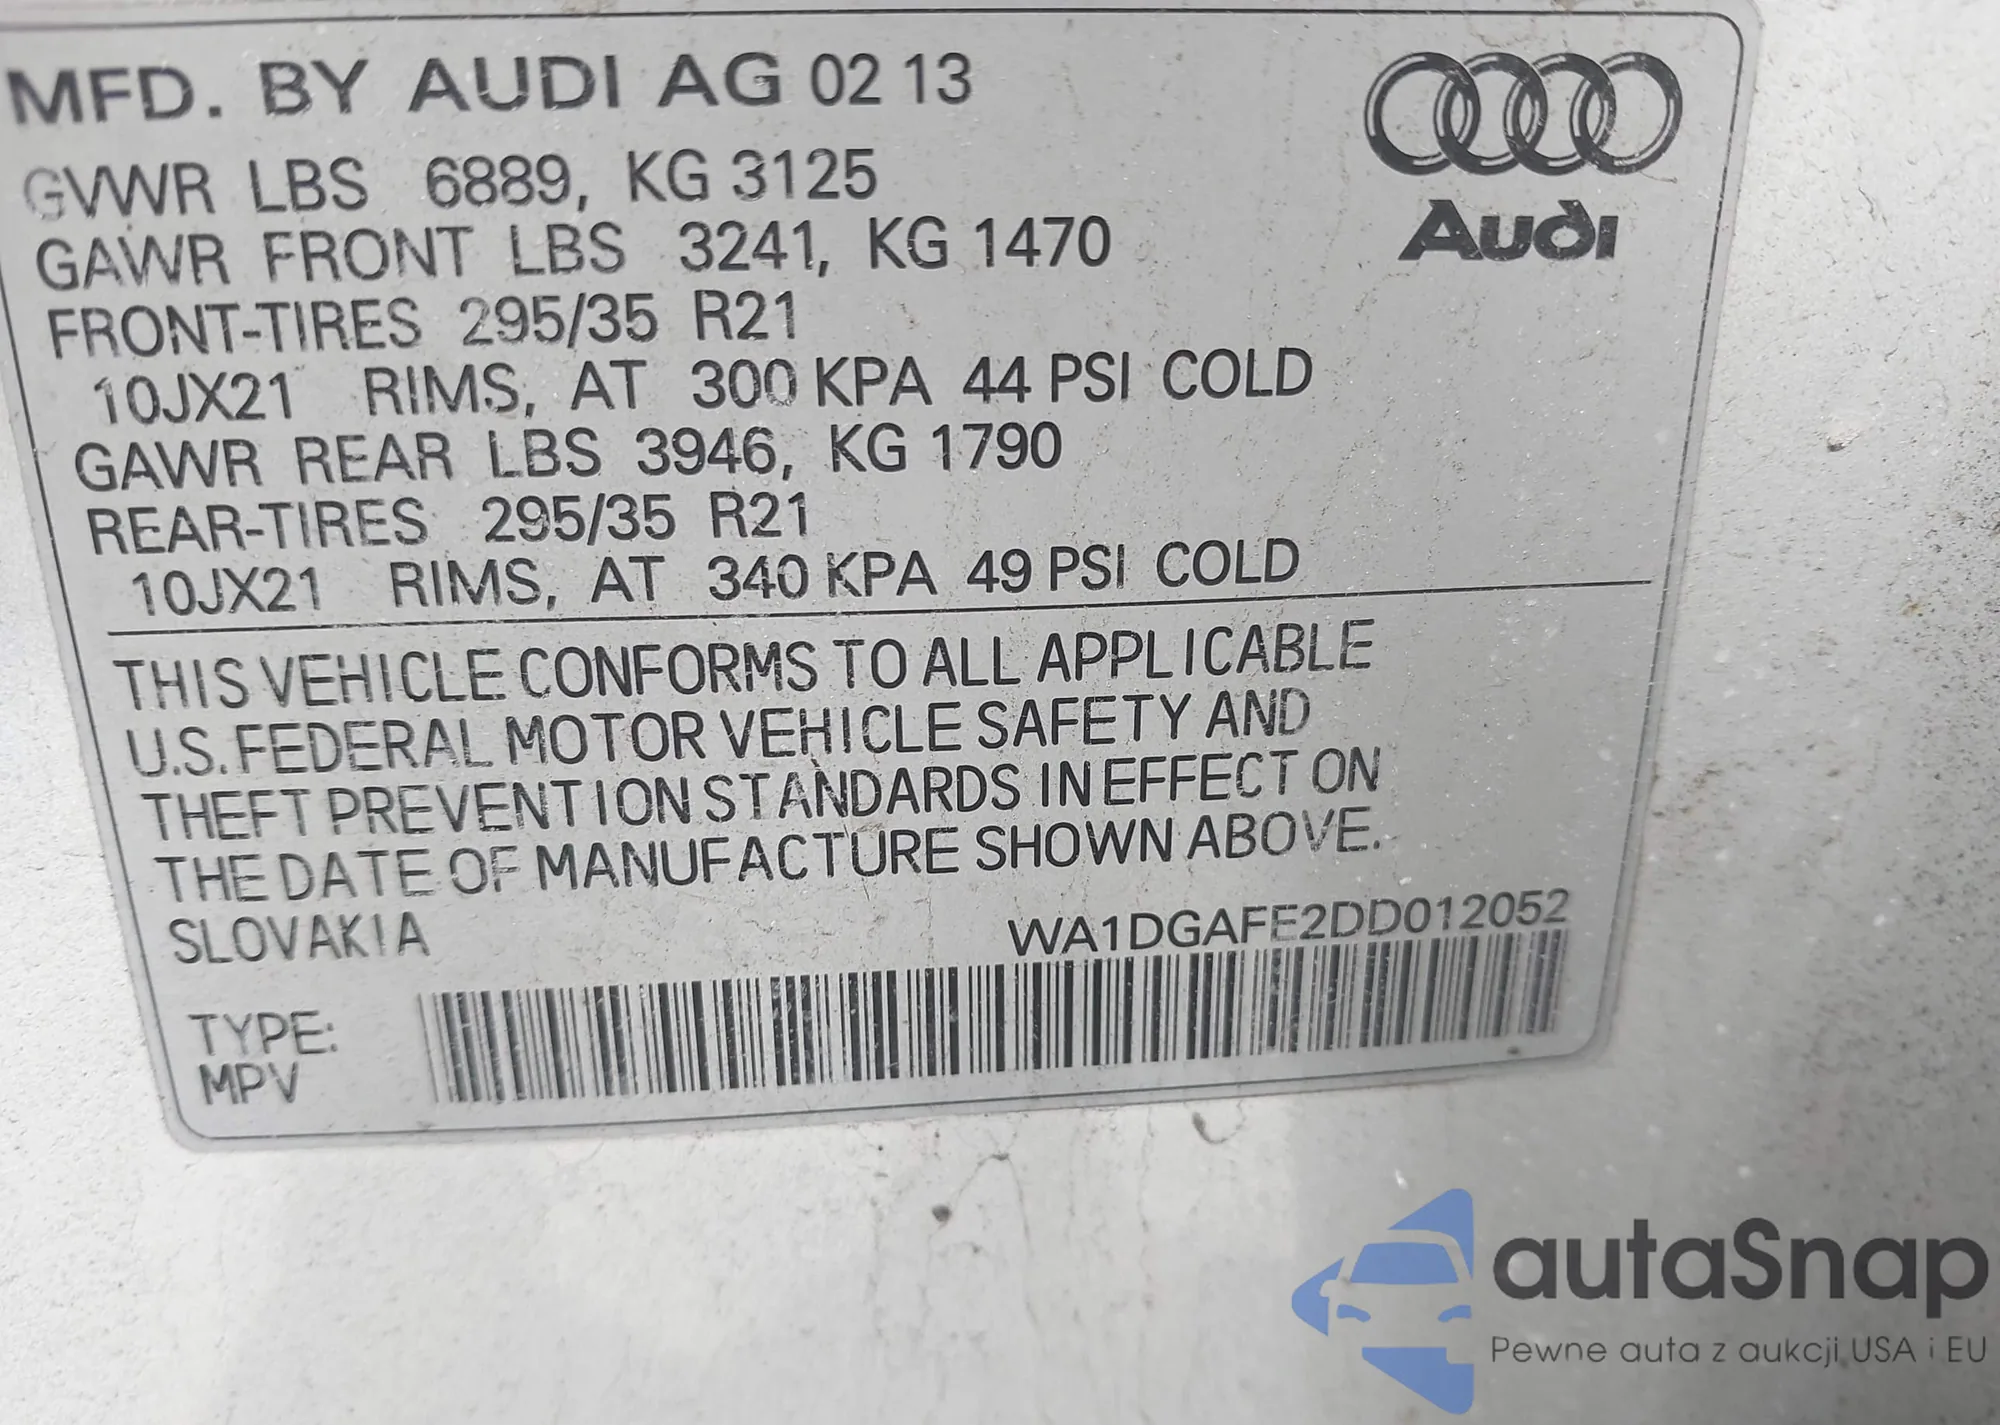 MFD. BY AUDI AG 02 13
GVWR LBS 6889, KG 3125
GAWR FRONT LBS 3241, KG 1470
FRONT-TIRES 295/35 R21
10JX21 RIMS, AT 300 KPA 44 PSI COLD
GAWR REAR LBS 3946, KG 1790
REAR-TIRES 295/35 R21
10JX21 RIMS, AT 340 KPA 49 PSI COLD
Audi
THIS VEHICLE CONFORMS TO ALL APPLICABLE
U.S. FEDERAL MOTOR VEHICLE SAFETY AND
THEFT PREVENTION STANDARDS IN EFFECT ON
THE DATE OF MANUFACTURE SHOWN ABOVE.
SLOVAKIA
WA1DGAFE2DD012052
TYPE:
MPV
autaSnap
Pewne auta z aukcji USA i EU